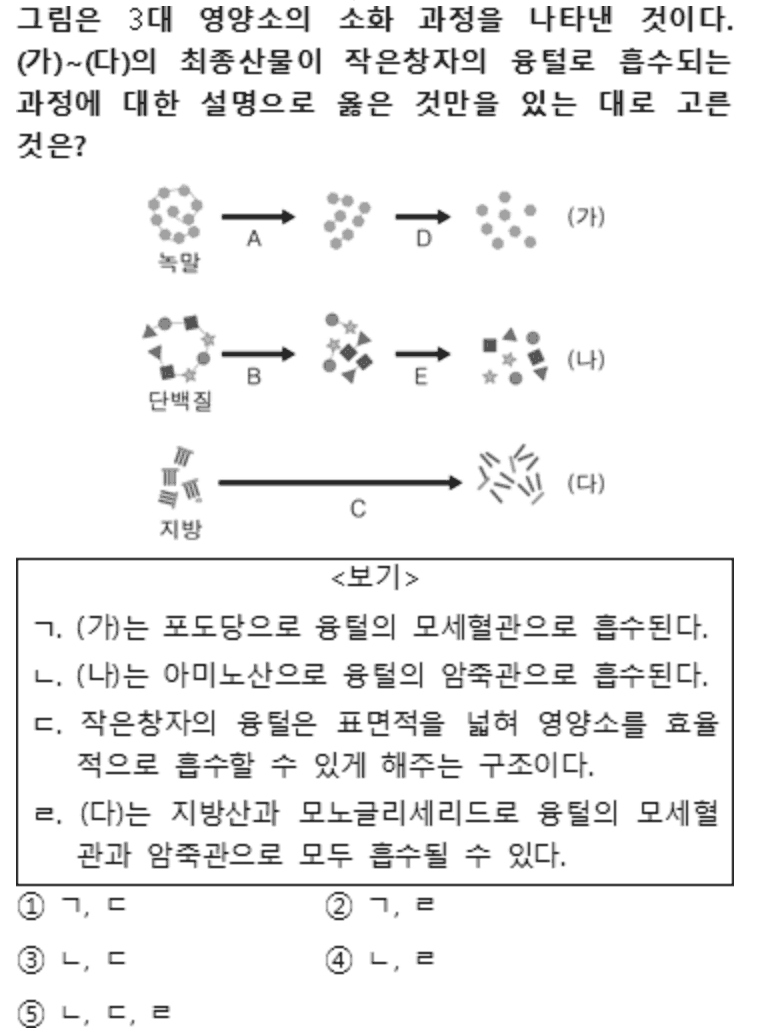 그림은 3대 영양소의 소화 과정을 나타낸 것이다.
(가)~(다)의 최종산물이 작은창자의 융털로 흡수되는
과정에 대한 설명으로 옳은 것만을 있는 대로 고른
것은?
A
D
(가)
녹말
B
E
(나)
단백질
C
(다)
지방
<보기>
ㄱ. (가)는 포도당으로 융털의 모세혈관으로 흡수된다.
ㄴ. (나)는 아미노산으로 융털의 암죽관으로 흡수된다.
ㄷ. 작은창자의 융털은 표면적을 넓혀 영양소를 효율
적으로 흡수할 수 있게 해주는 구조이다.
ㄹ. (다)는 지방산과 모노글리세리드로 융털의 모세혈
관과 암죽관으로 모두 흡수될 수 있다.
① ㄱ, ㄷ ② ㄱ, ㄹ
③ ㄴ, ㄷ ④ ㄴ, ㄹ
⑤ ㄴ, ㄷ, ㄹ